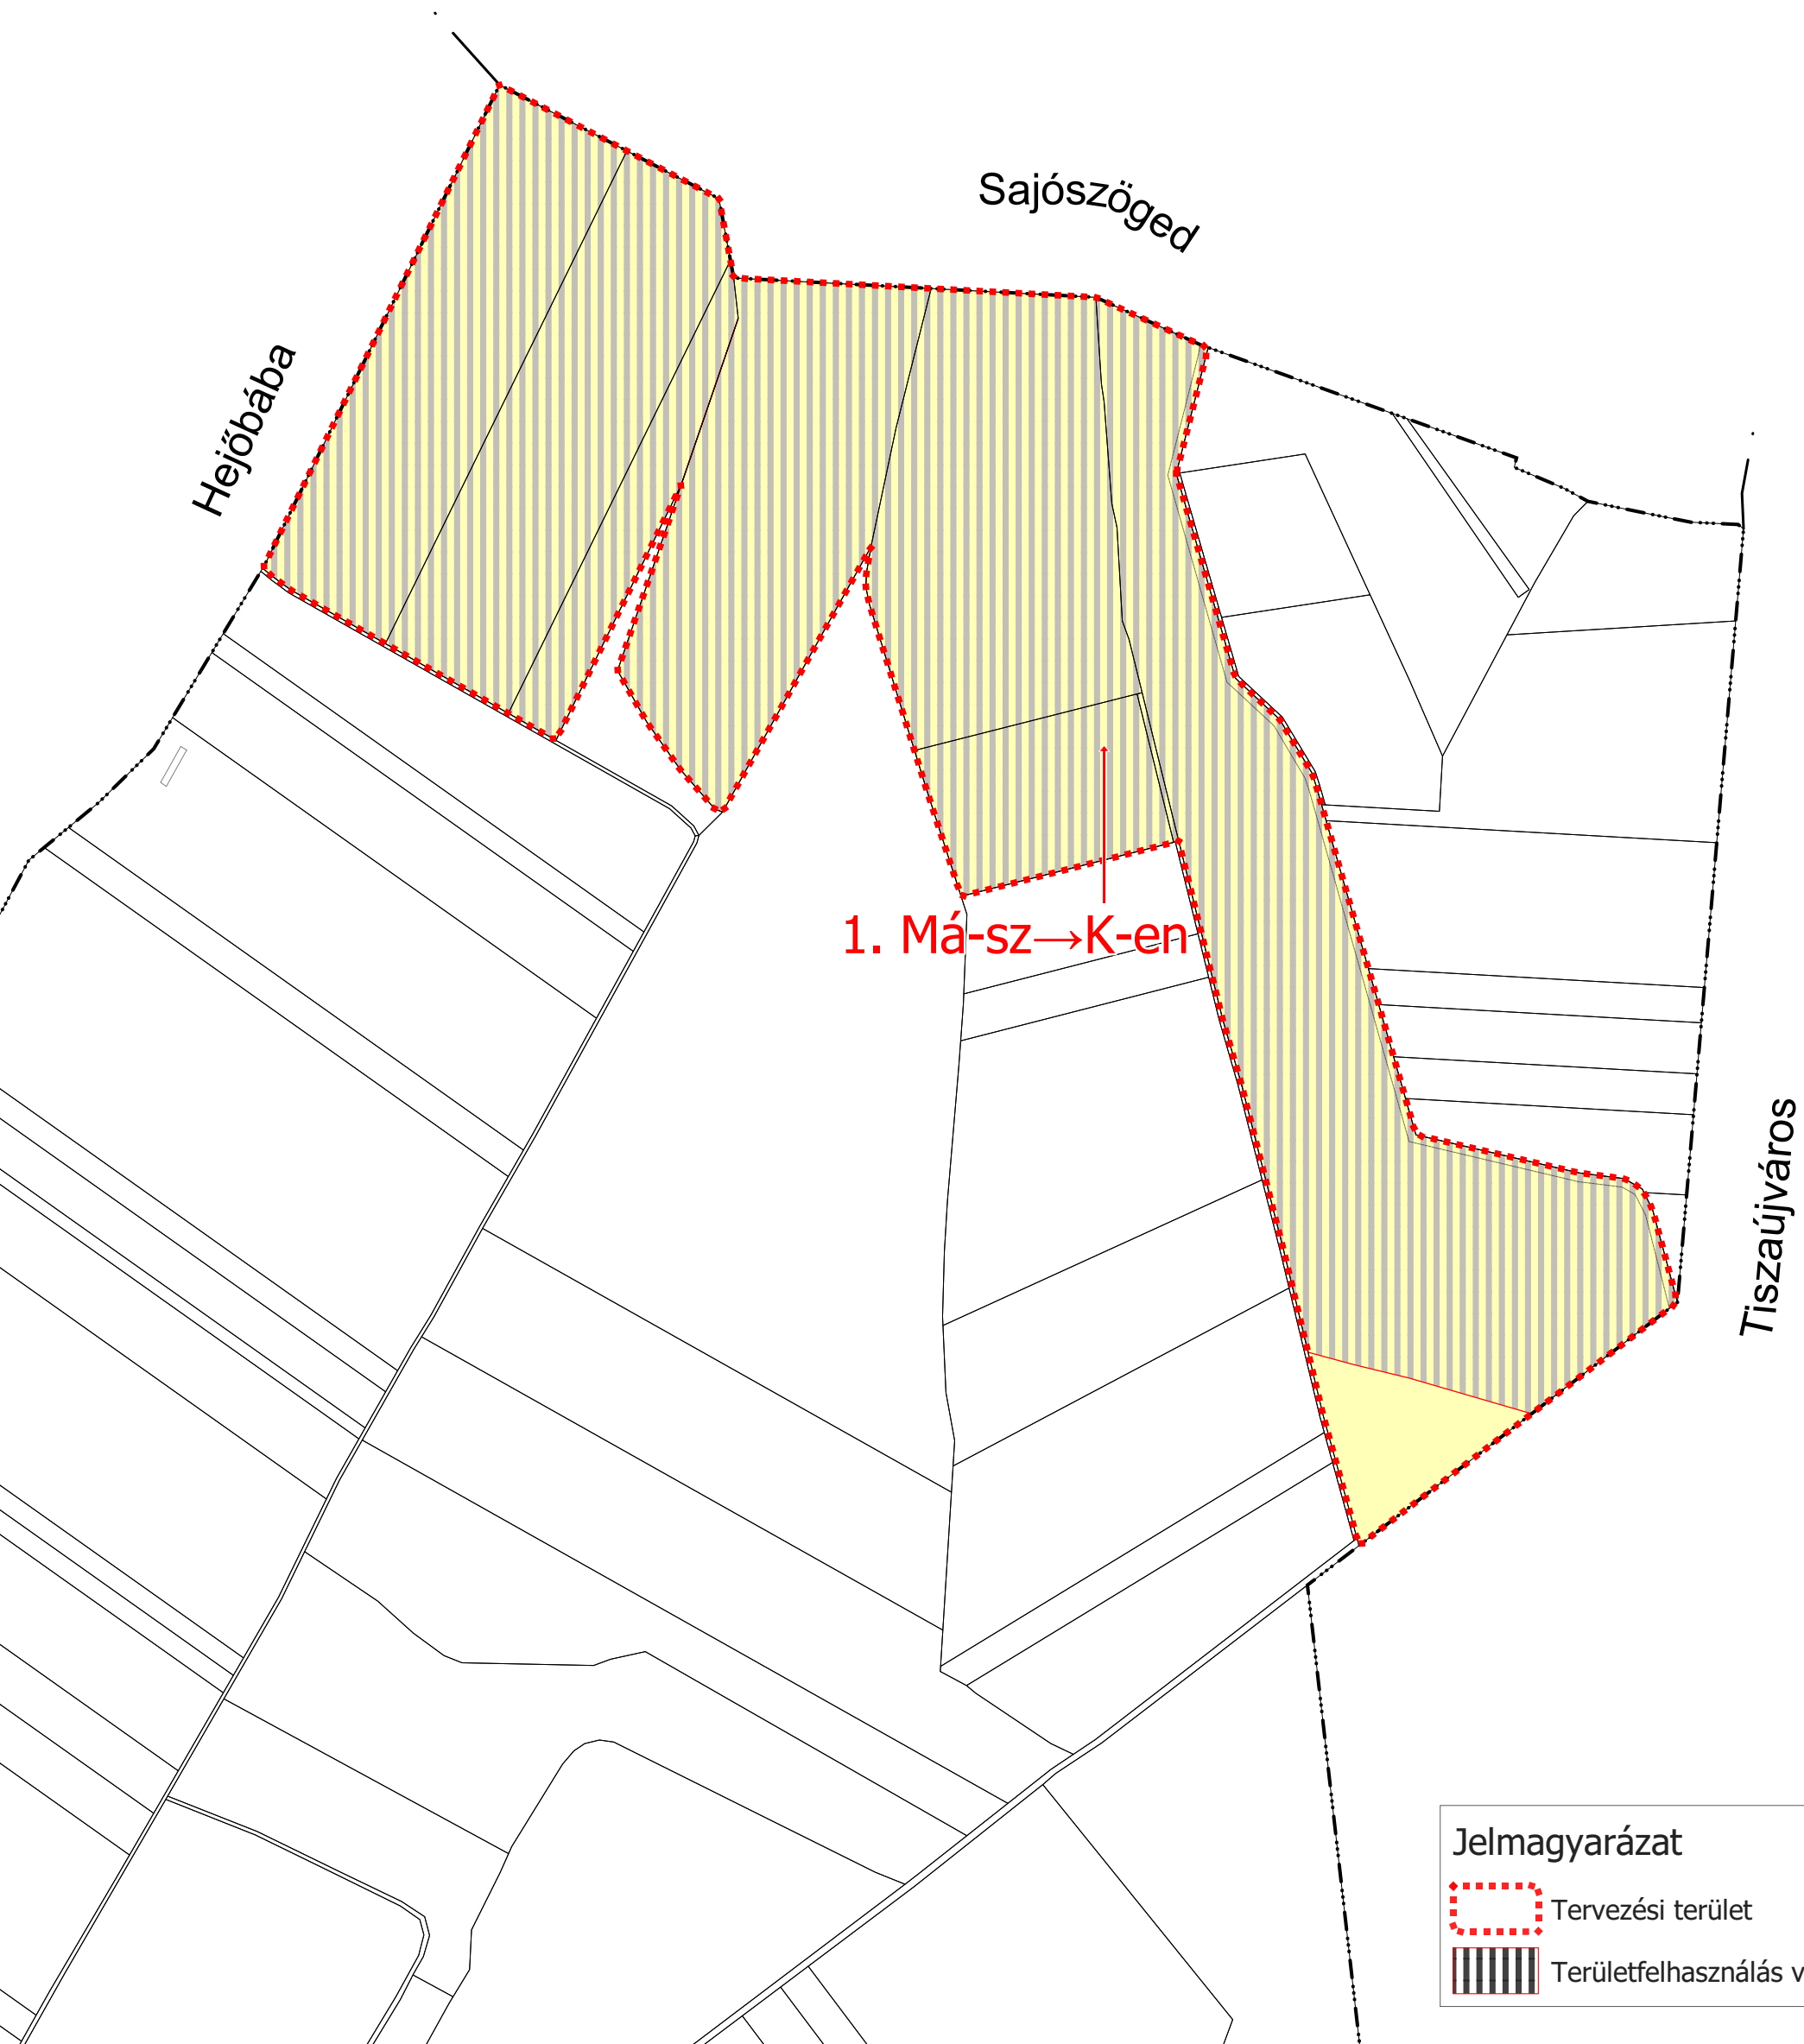 Sajószöged
Hejőbába
1. Má-sz→K-en
Tiszaújváros
Jelmagyarázat
Tervezési terület
Területfelhasználás v